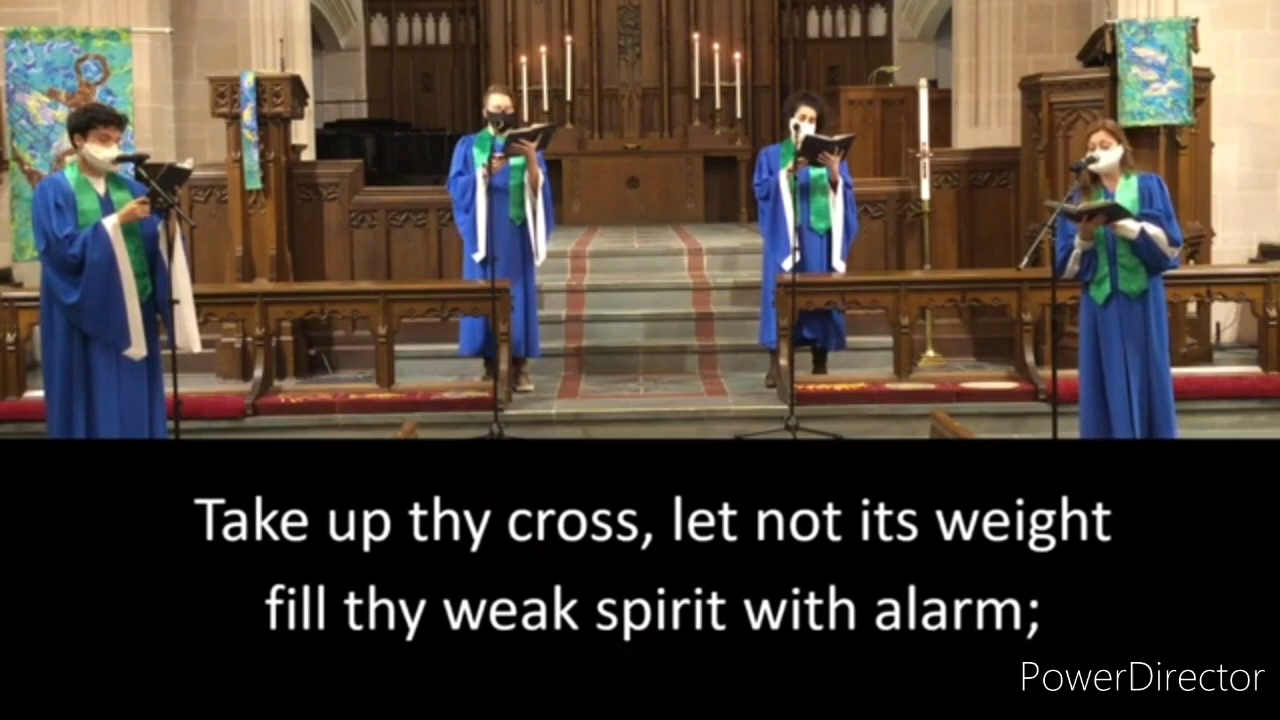 Take up thy cross, let not its weight
fill thy weak spirit with alarm;
PowerDirector